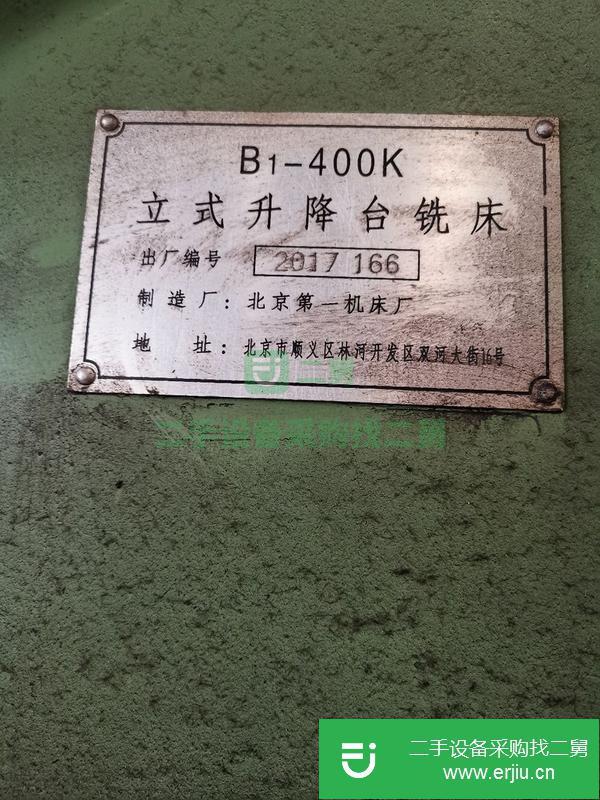 B1-400K
立式升降台铣床
出厂编号 2017 166
制造厂：北京第一机床厂
地 址：北京市顺义区林河开发区双河大街16号
二舅
二手设备采购找二舅
二手设备采购找二舅
www.erjiu.cn